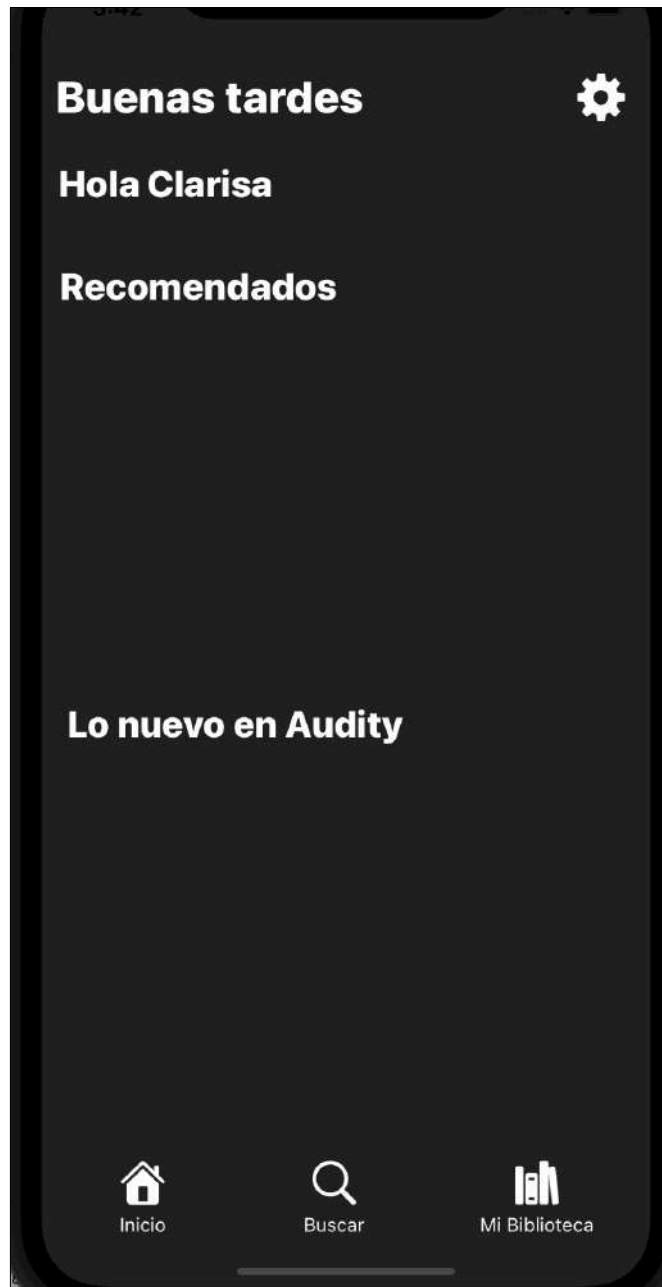 Buenas tardes
Hola Clarisa
Recomendados
Lo nuevo en Audity
Inicio
Buscar
Mi Biblioteca